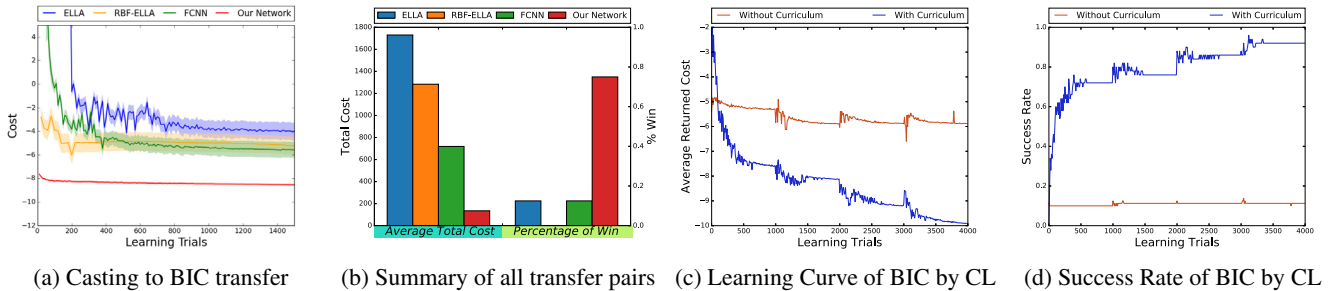 ELLA RBF-ELLA FCNN Our Network
Cost
4
2
0
−2
−4
−6
−8
−10
−12
0 200 400 600 800 1000 1200 1400
Learning Trials
(a) Casting to BIC transfer
ELLA RBF-ELLA FCNN Our Network
Total Cost
1800
1600
1400
1200
1000
800
600
400
200
0
1.0
0.8
0.6
0.4
0.2
0.0
% Win
Average Total Cost Percentage of Win
(b) Summary of all transfer pairs
Without Curriculum With Curriculum
Average Returned Cost
−2
−3
−4
−5
−6
−7
−8
−9
−10
0 500 1000 1500 2000 2500 3000 3500 4000
Learning Trials
(c) Learning Curve of BIC by CL
Without Curriculum With Curriculum
Success Rate
1.0
0.8
0.6
0.4
0.2
0.0
0 500 1000 1500 2000 2500 3000 3500 4000
Learning Trials
(d) Success Rate of BIC by CL